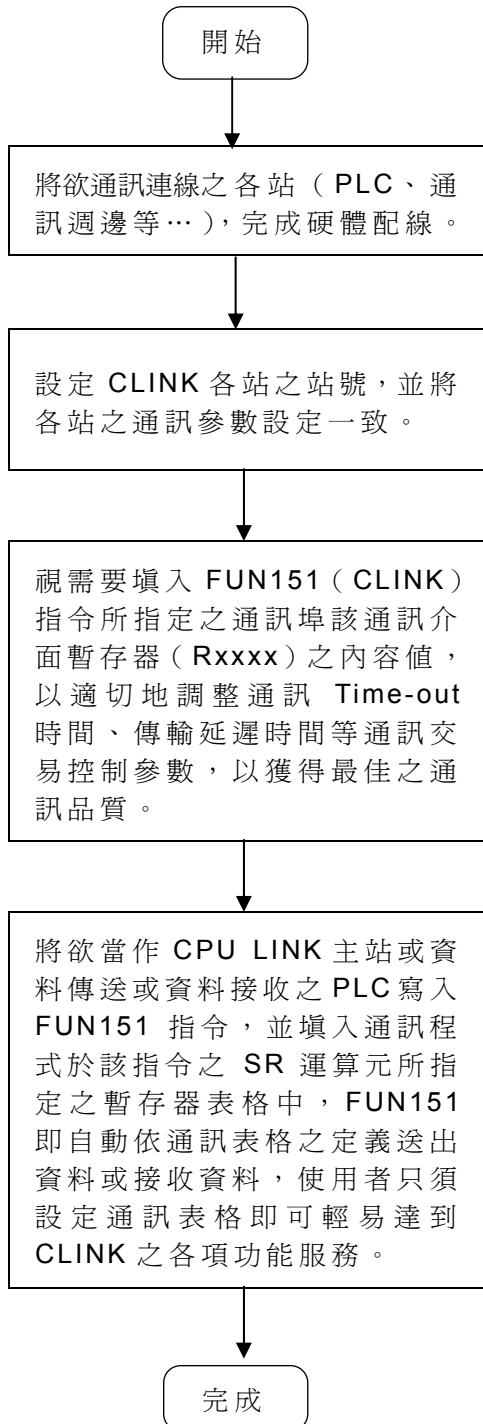 開始
將欲通訊連線之各站（PLC、通
訊週邊等…），完成硬體配線。
設定 CLINK 各站之站號，並將
各站之通訊參數設定一致。
視需要填入 FUN151（CLINK）
指令所指定之通訊埠該通訊介
面暫存器（Rxxxx）之內容值，
以適切地調整通訊 Time-out
時間、傳輸延遲時間等通訊交
易控制參數，以獲得最佳之通
訊品質。
將欲當作 CPU LINK 主站或資
料傳送或資料接收之 PLC 寫入
FUN151 指令，並填入通訊程
式於該指令之 SR 運算元所指
定之暫存器表格中，FUN151
即自動依通訊表格之定義送出
資料或接收資料，使用者只須
設定通訊表格即可輕易達到
CLINK 之各項功能服務。
完成